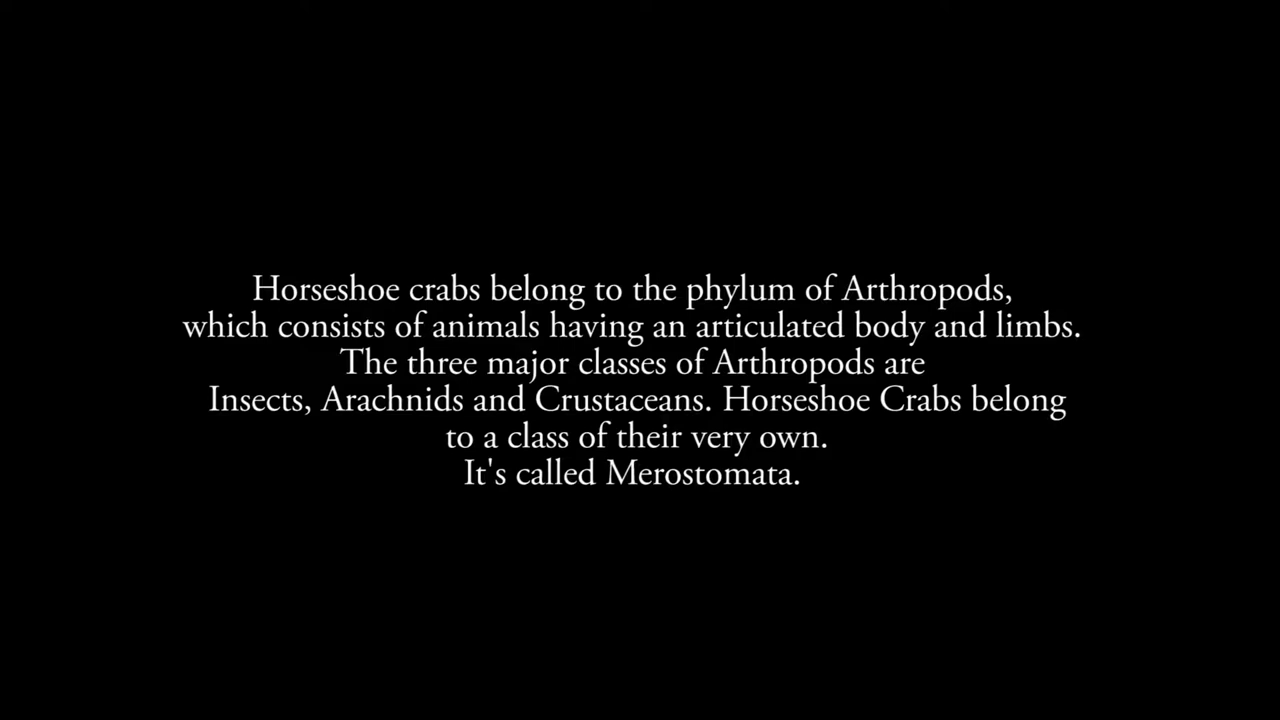 Horseshoe crabs belong to the phylum of Arthropods,
which consists of animals having an articulated body and limbs.
The three major classes of Arthropods are
Insects, Arachnids and Crustaceans. Horseshoe Crabs belong
to a class of their very own.
It's called Merostomata.